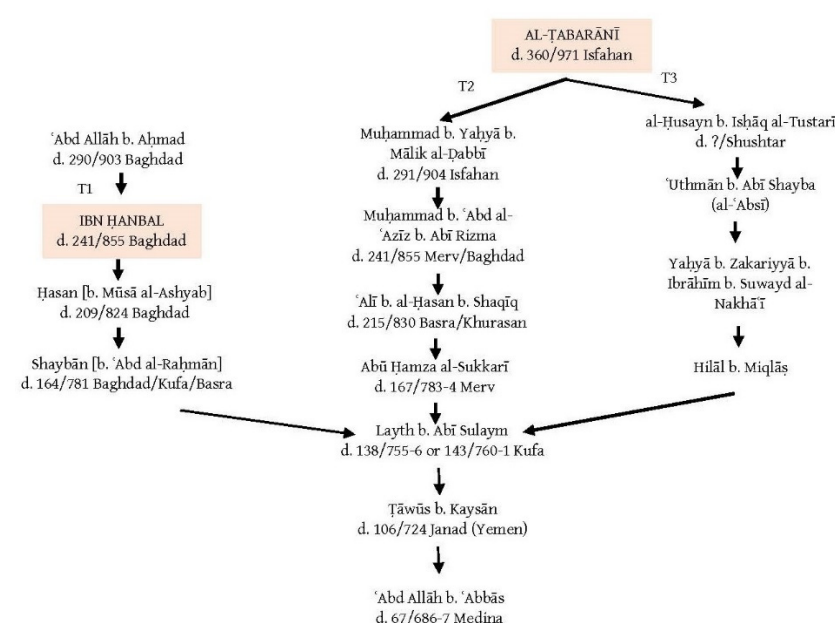 AL-ṬABARĀNĪ
d. 360/971 Isfahan
T2
T3
ʿAbd Allāh b. Aḥmad
d. 290/903 Baghdad
T1
IBN ḤANBAL
d. 241/855 Baghdad
Ḥasan [b. Mūsā al-Ashyab]
d. 209/824 Baghdad
Shaybān [b. ʿAbd al-Raḥmān]
d. 164/781 Baghdad/Kufa/Basra
Muḥammad b. Yaḥyā b.
Mālik al-Ḍabbī
d. 291/904 Isfahan
Muḥammad b. ʿAbd al-
ʿAzīz b. Abī Rizma
d. 241/855 Merv/Baghdad
ʿAlī b. al-Ḥasan b. Shaqīq
d. 215/830 Basra/Khurasan
Abū Ḥamza al-Sukkarī
d. 167/783-4 Merv
al-Ḥusayn b. Isḥāq al-Tustarī
d. ?/Shushtar
ʿUthmān b. Abī Shayba
(al-ʿAbsī)
Yaḥyā b. Zakariyyā b.
Ibrāhīm b. Suwayd al-
Nakhaʿī
Hilāl b. Miqlāṣ
Layth b. Abī Sulaym
d. 138/755-6 or 143/760-1 Kufa
Ṭāwūs b. Kaysān
d. 106/724 Janad (Yemen)
ʿAbd Allāh b. ʿAbbās
d. 67/686-7 Medina